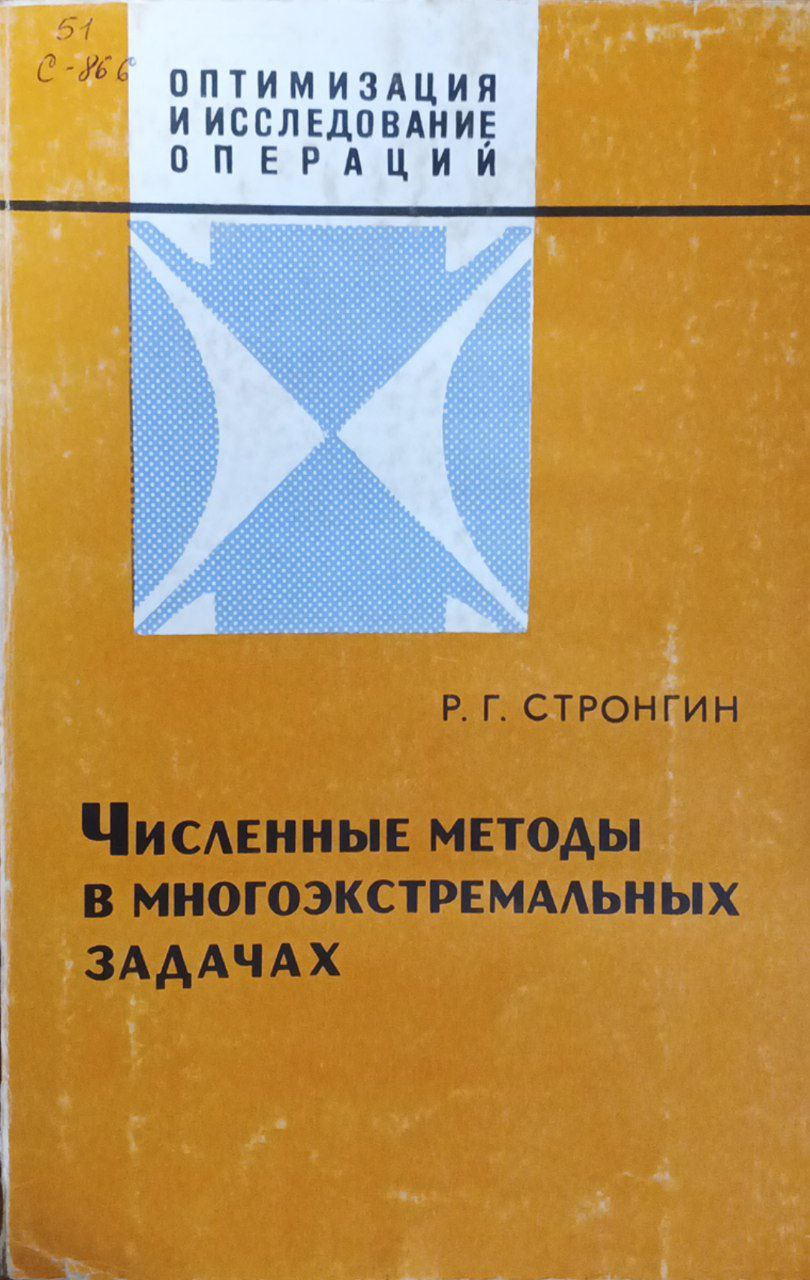 51
С-866
ОПТИМИЗАЦИЯ
И ИССЛЕДОВАНИЕ
ОПЕРАЦИЙ
Р. Г. СТРОНГИН
ЧИСЛЕННЫЕ МЕТОДЫ
В МНОГОЭКСТРЕМАЛЬНЫХ
ЗАДАЧАХ